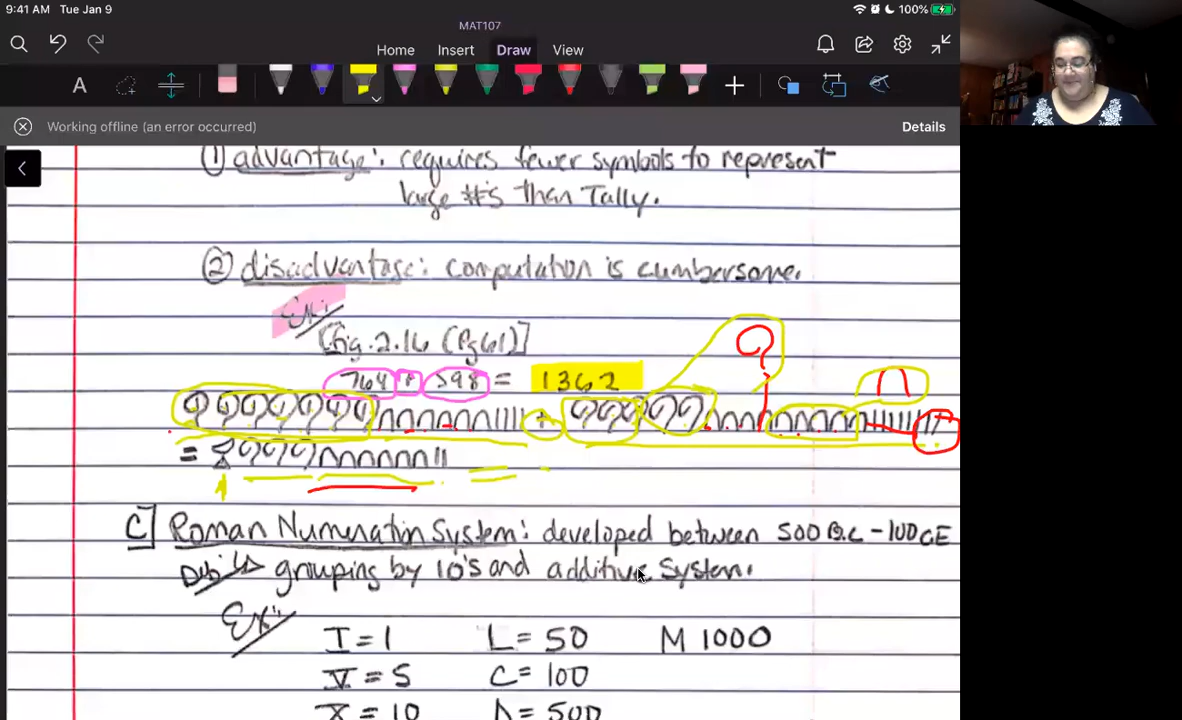 9:41 AM Tue Jan 9
100%
MAT107
Home Insert Draw View
Working offline (an error occurred)
Details
① advantage: requires fewer symbols to represent
large #'s than Tally.
② disadvantage: computation is cumbersome.
Ex:
[fig. 2.16 (Pg61)]
764 + 598 = 1362
+
=
C] Roman Numeration System: developed between 500 B.C - 100 CE
grouping by 10's and additive system.
Ex:
I = 1 L = 50 M 1000
V = 5 C = 100
X = 10 D = 500